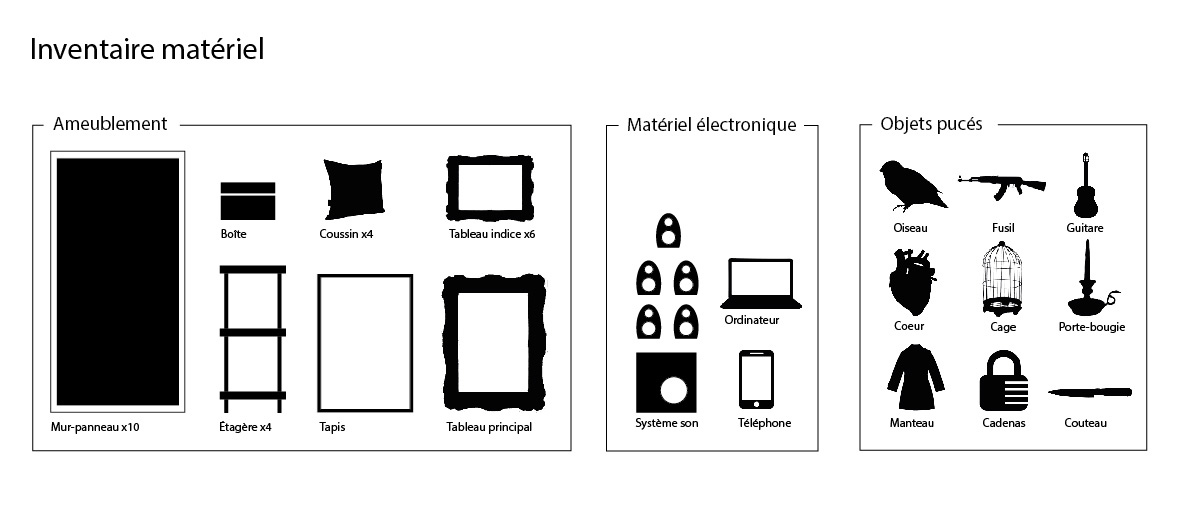 Inventaire matériel
Ameublement
Boîte
Coussin x4
Tableau indice x6
Mur-panneau x10
Étagère x4
Tapis
Tableau principal
Matériel électronique
Ordinateur
Système son
Téléphone
Objets pucés
Oiseau
Fusil
Guitare
Coeur
Cage
Porte-bougie
Manteau
Cadenas
Couteau